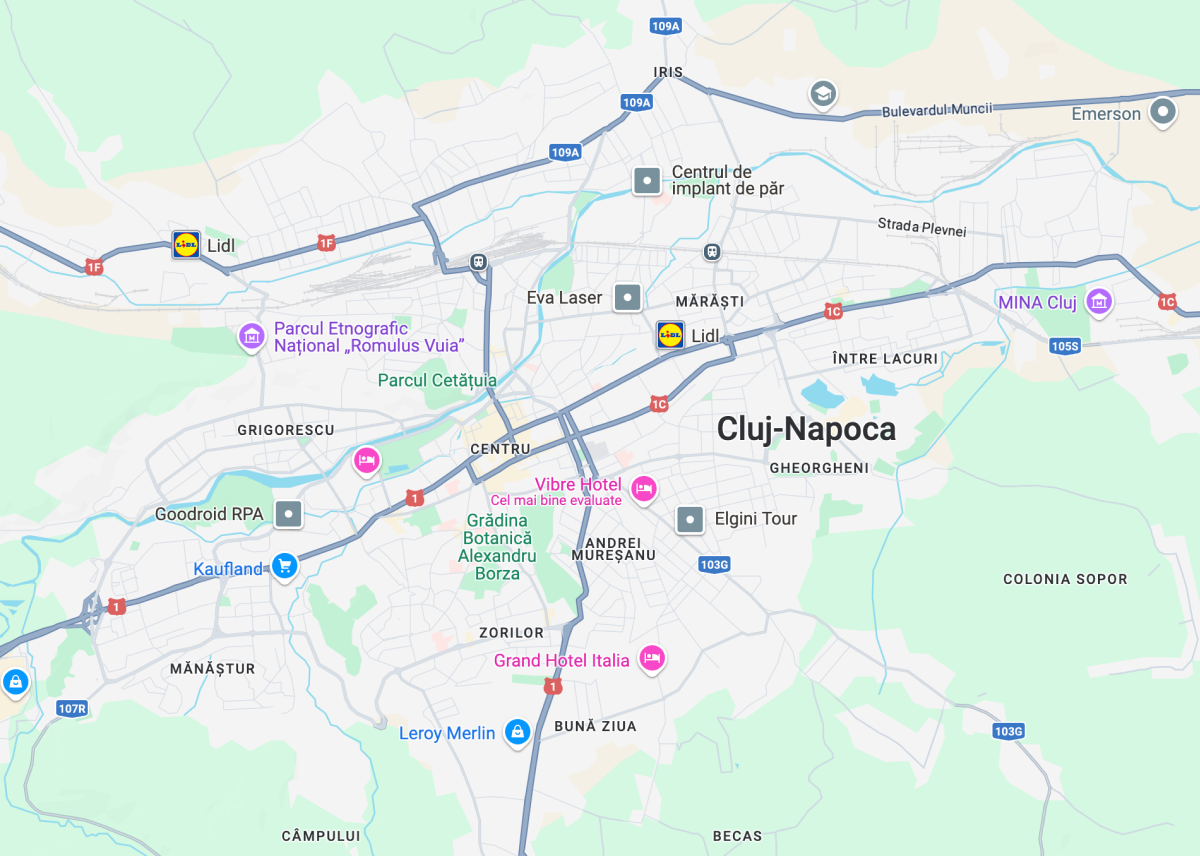 109A
IRIS
109A
Bulevardul Muncii
Emerson
109A
Centrul de
implant de păr
Strada Plevnei
LIDL
Lidl
1F
1F
Eva Laser
MĂRĂȘTI
MINA Cluj
1C
1C
Parcul Etnografic
Național „Romulus Vuia”
LIDL
Lidl
105S
ÎNTRE LACURI
Parcul Cetățuia
1C
GRIGORESCU
Cluj-Napoca
CENTRU
GHEORGHENI
Vibre Hotel
Cel mai bine evaluate
1
Goodroid RPA
Elgini Tour
Grădina
Botanică
Alexandru
Borza
ANDREI
MUREȘANU
Kaufland
103G
COLONIA SOPOR
1
ZORILOR
Grand Hotel Italia
MĂNĂȘTUR
1
107R
Leroy Merlin
BUNĂ ZIUA
103G
CÂMPULUI
BECAS